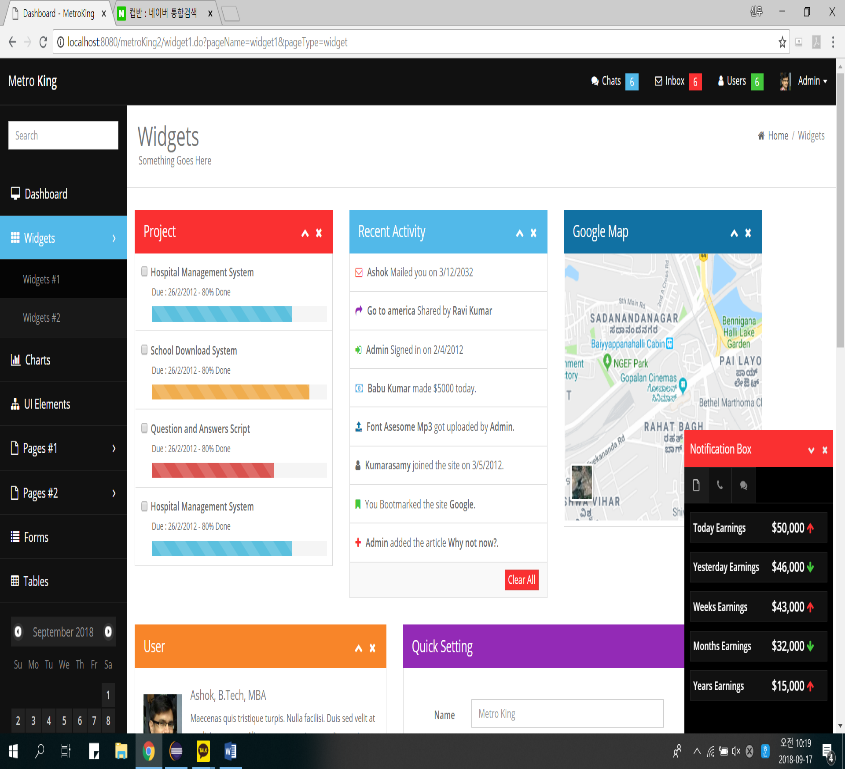 Dashboard - MetroKing
컵반 : 네이버 통합검색
localhost:8080/metroKing2/widget1.do?pageName=widget1&pageType=widget
Metro King
Chats 6
Inbox 6
Users 6
Admin
Search
Widgets
Something Goes Here
Home / Widgets
Dashboard
Widgets
Widgets #1
Widgets #2
Charts
UI Elements
Pages #1
Pages #2
Forms
Tables
September 2018
Su Mo Tu We Th Fr Sa
1
2 3 4 5 6 7 8
Project
Hospital Management System
Due : 26/2/2012 - 80% Done
School Download System
Due : 26/2/2012 - 80% Done
Question and Answers Script
Due : 26/2/2012 - 80% Done
Hospital Management System
Due : 26/2/2012 - 80% Done
Recent Activity
Ashok Mailed you on 3/12/2032
Go to america Shared by Ravi Kumar
Admin Signed in on 2/4/2012
Babu Kumar made $5000 today.
Font Asesome Mp3 got uploaded by Admin.
Kumarasamy joined the site on 3/5/2012.
You Bootmarked the site Google.
Admin added the article Why not now?.
Clear All
Google Map
SADANANDANAGAR
ಸದಾನಂದನಗರ
Baiyyappanahalli Cabin
Bennigana
Halli Lake
Garden
NGEF Park
PAI LAYO
Gopalan Cinemas
Bethel Marthoma C
RAHAT BAGH
Notification Box
Today Earnings $50,000
Yesterday Earnings $46,000
Weeks Earnings $43,000
Months Earnings $32,000
Years Earnings $15,000
User
Ashok, B.Tech, MBA
Maecenas quis tristique turpis. Nulla facilisi. Duis sed velit at
Quick Setting
Name
Metro King
오전 10:19
2018-09-17
4